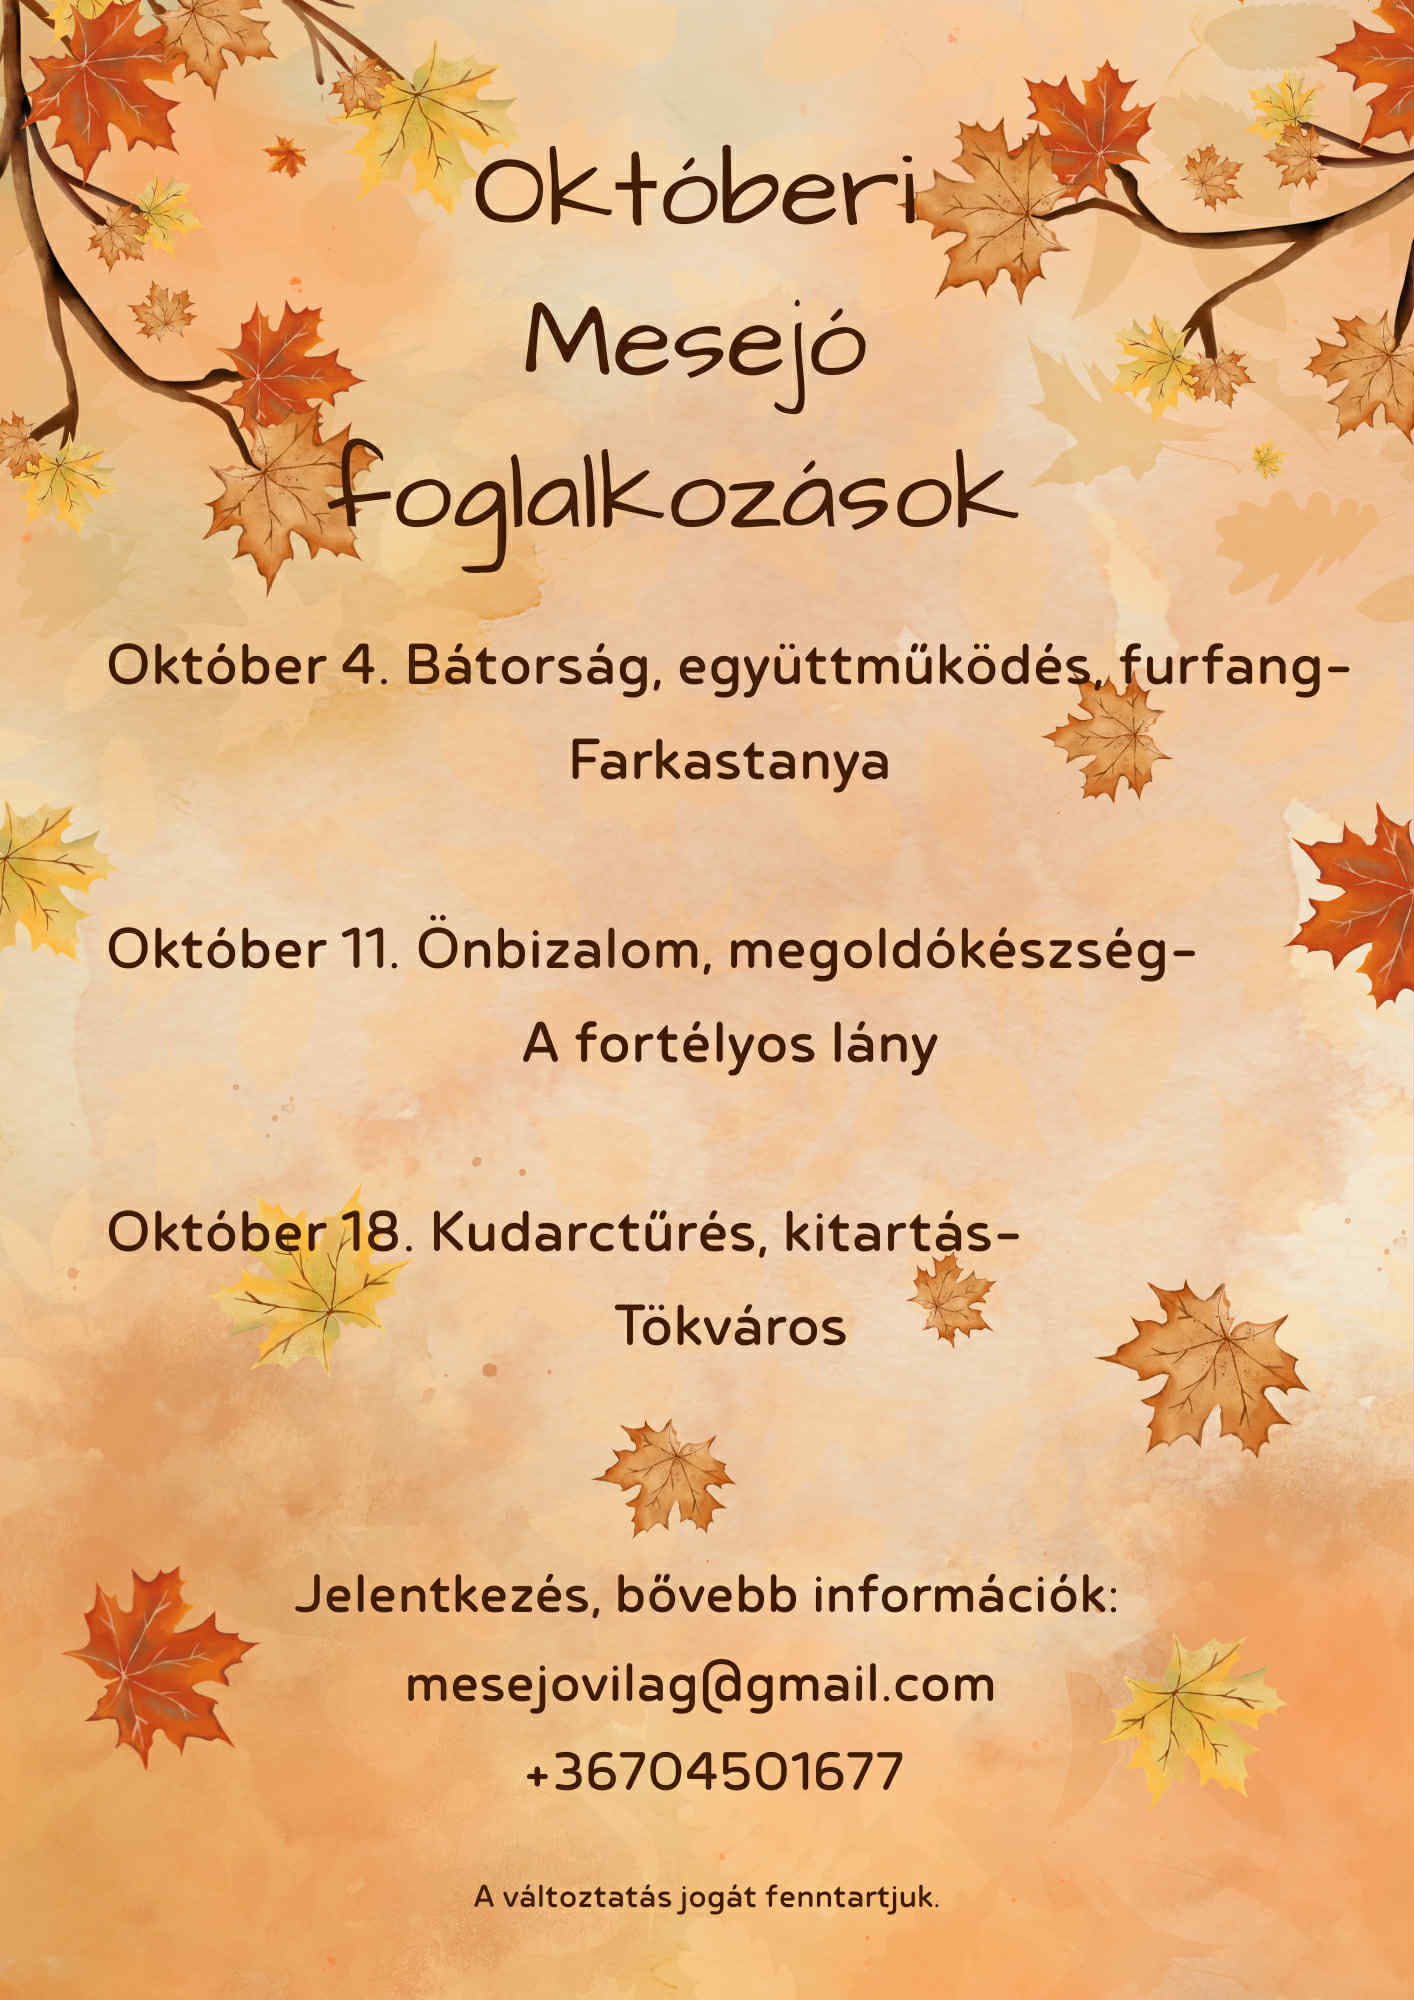 Októberi
Mesejó
foglalkozások
Október 4. Bátorság, együttműködés, furfang-
Farkastanya
Október 11. Önbizalom, megoldókészség-
A fortélyos lány
Október 18. Kudarctűrés, kitartás-
Tökváros
Jelentkezés, bővebb információk:
mesejovilag@gmail.com
+36704501677
A változtatás jogát fenntartjuk.